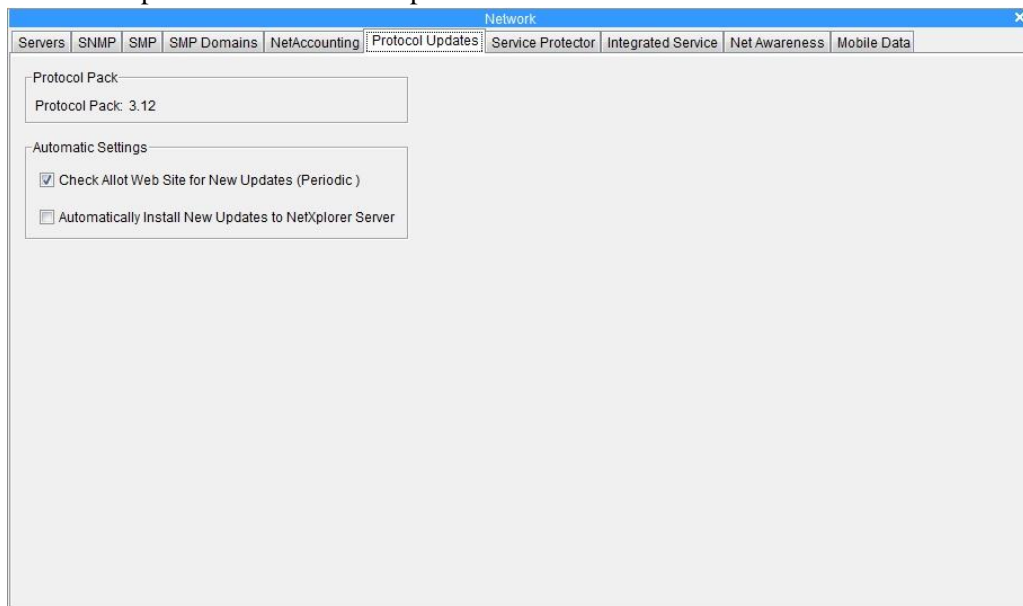 Network
Servers SNMP SMP SMP Domains NetAccounting Protocol Updates Service Protector Integrated Service Net Awareness Mobile Data
Protocol Pack
Protocol Pack: 3.12
Automatic Settings
Check Allot Web Site for New Updates (Periodic )
Automatically Install New Updates to NetXplorer Server